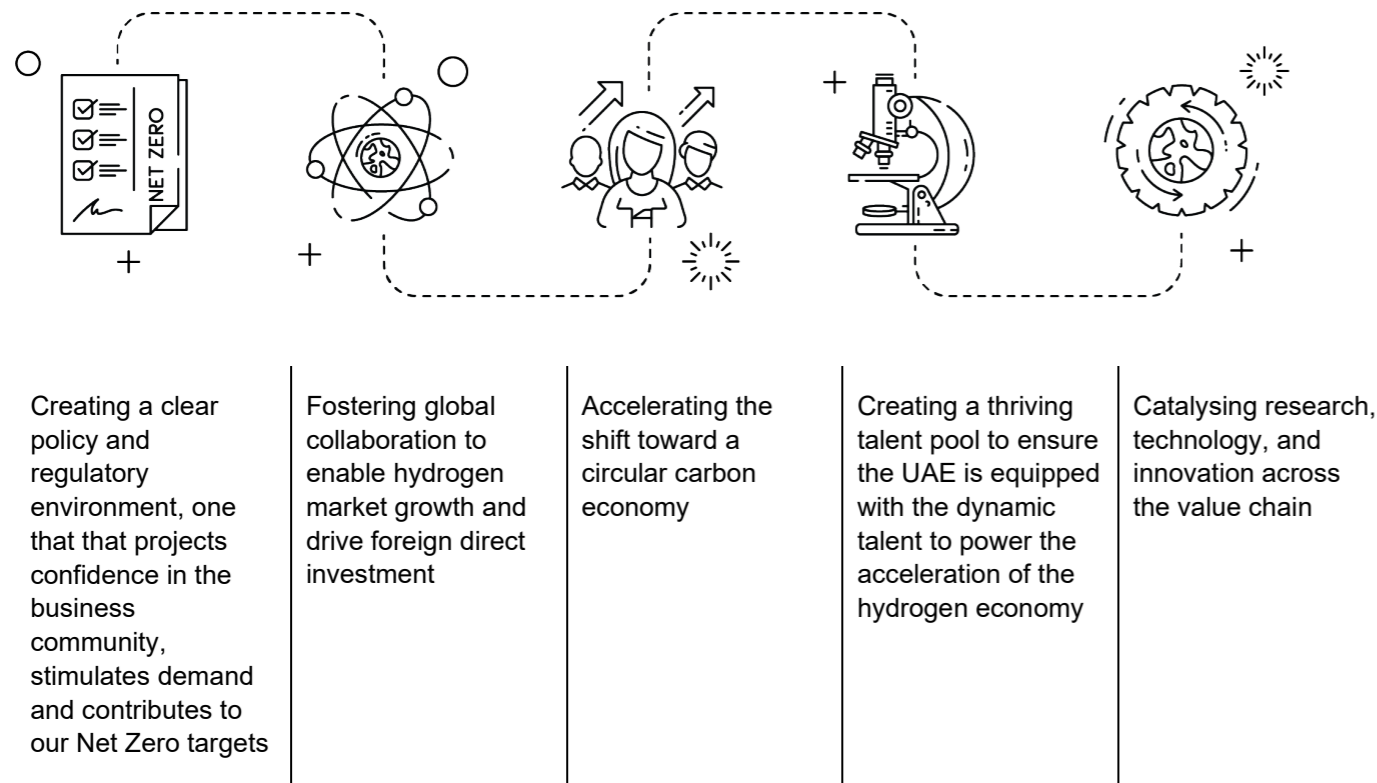 NET ZERO
Creating a clear
policy and
regulatory
environment, one
that that projects
confidence in the
business
community,
stimulates demand
and contributes to
our Net Zero targets
Fostering global
collaboration to
enable hydrogen
market growth and
drive foreign direct
investment
Accelerating the
shift toward a
circular carbon
economy
Creating a thriving
talent pool to ensure
the UAE is equipped
with the dynamic
talent to power the
acceleration of the
hydrogen economy
Catalysing research,
technology, and
innovation across
the value chain